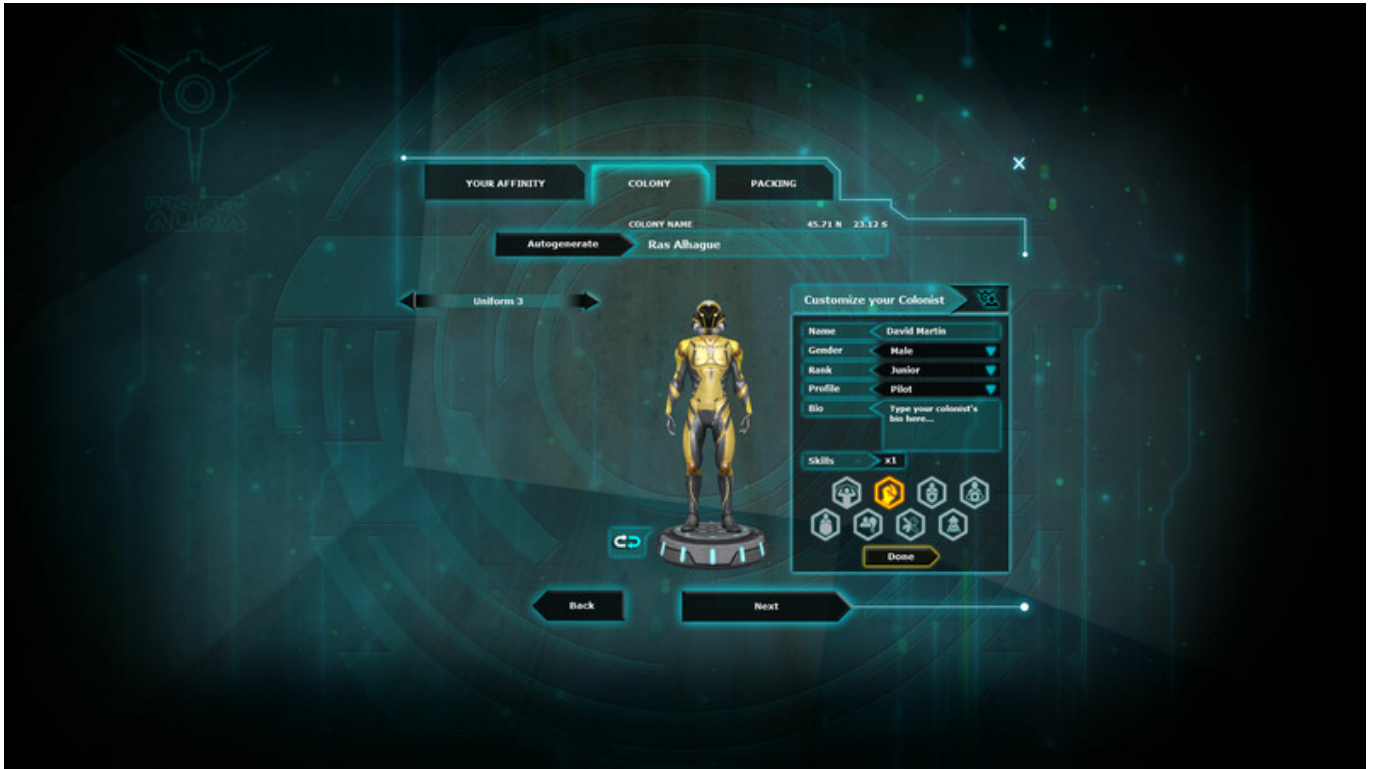 PROJECT
AURA
YOUR AFFINITY
COLONY
PACKING
COLONY NAME
45.71 N 23.12 S
Autogenerate
Ras Alhague
Uniform 3
Customize your Colonist
Name
David Martin
Gender
Male
Rank
Junior
Profile
Pilot
Bio
Type your colonist's
bio here...
Skills
x1
Done
Back
Next